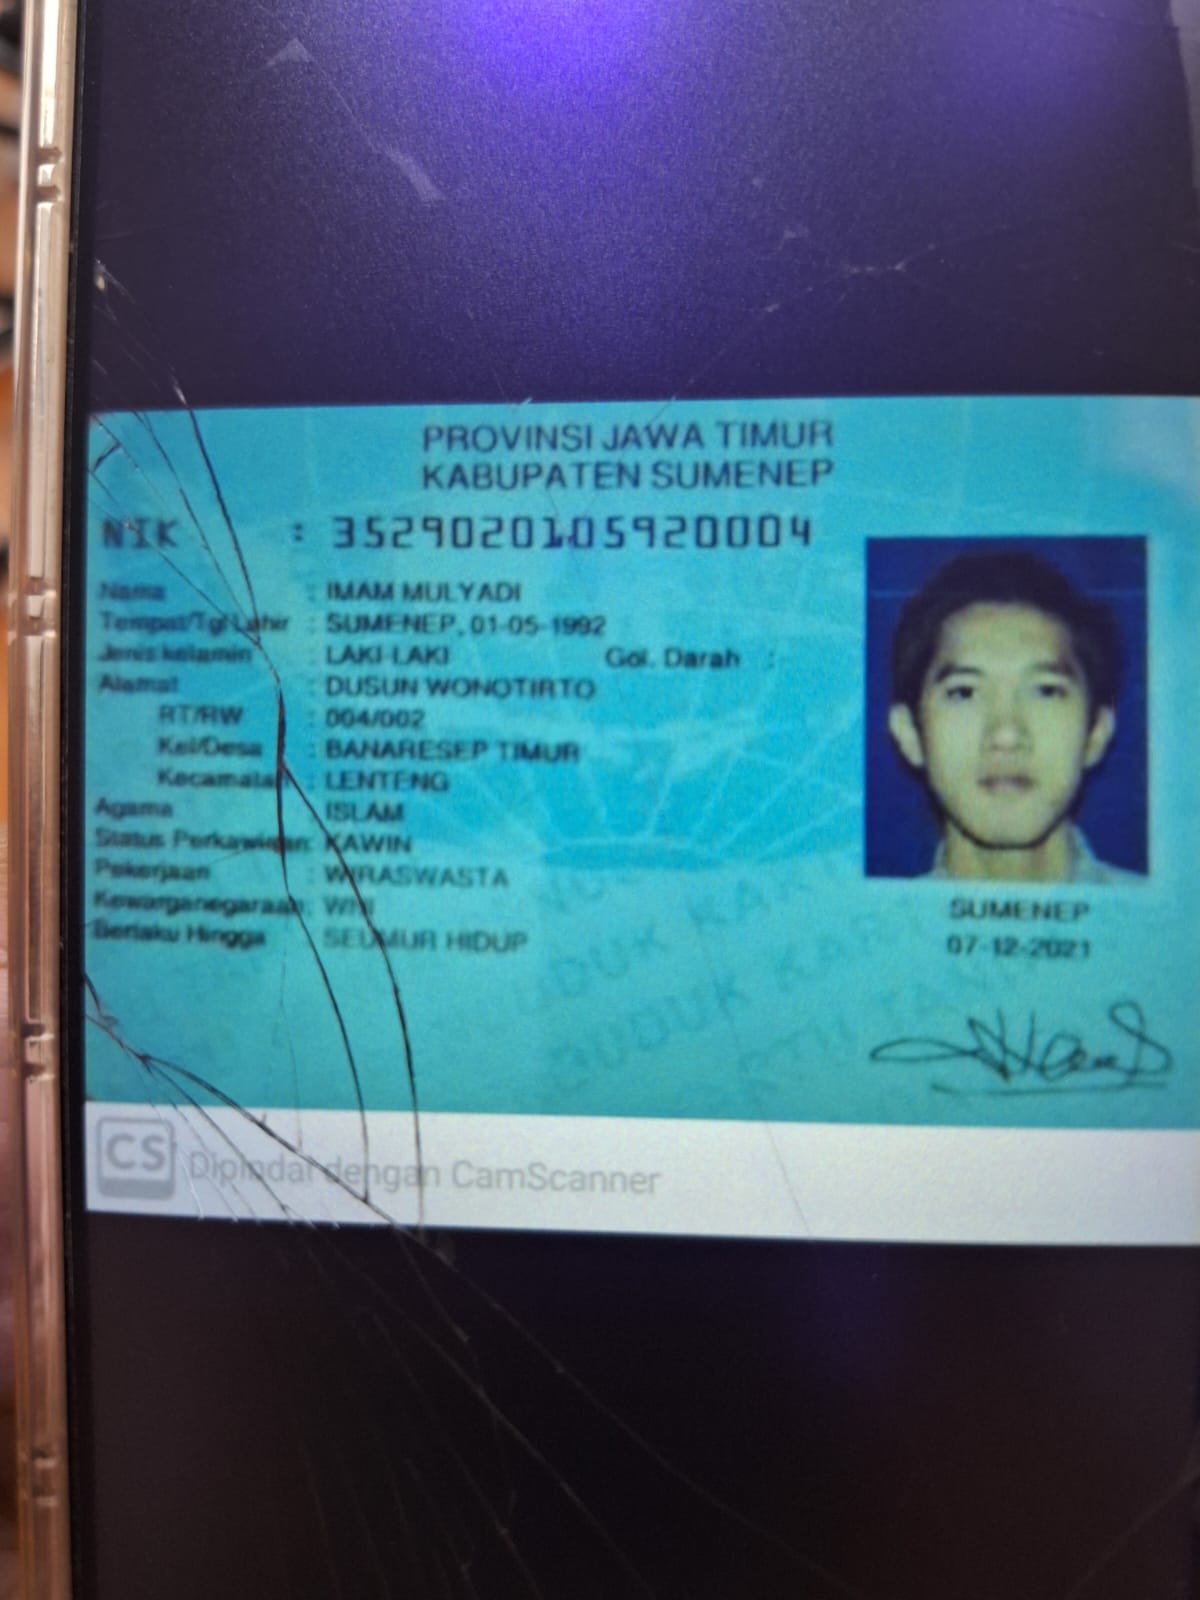 PROVINSI JAWA TIMUR
KABUPATEN SUMENEP
NIK : 3529020105920004
Nama : IMAM MULYADI
Tempat/Tgl Lahir : SUMENEP, 01-05-1992
Jenis kelamin : LAKI-LAKI Gol. Darah :
Alamat : DUSUN WONOTIRTO
RT/RW : 004/002
Kel/Desa : BANARESEP TIMUR
Kecamatan : LENTENG
Agama : ISLAM
Status Perkawinan: KAWIN
Pekerjaan : WIRASWASTA
Kewarganegaraan: WNI
Berlaku Hingga : SEUMUR HIDUP
SUMENEP
07-12-2021
CS Dipindai dengan CamScanner